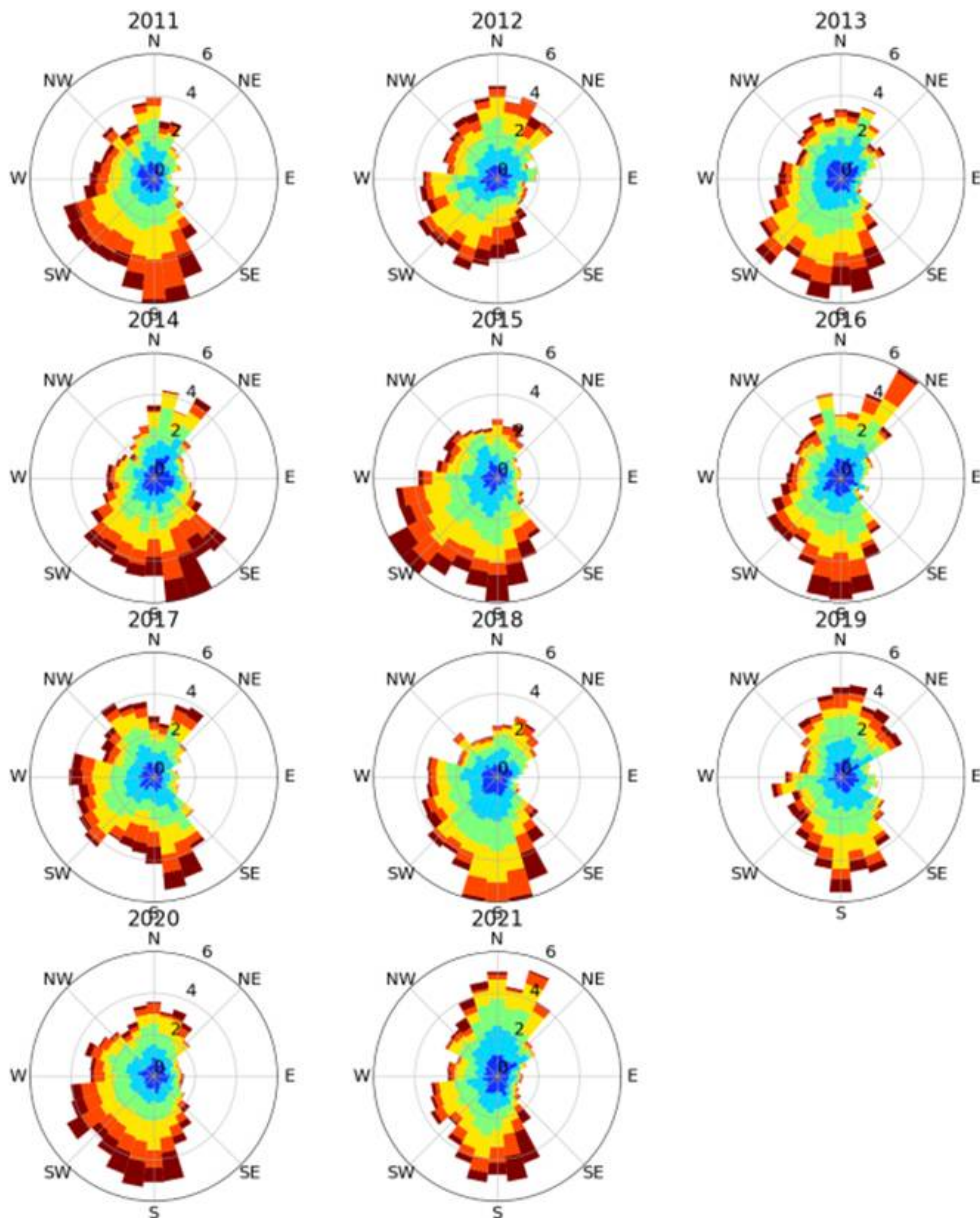 2011 2012 2013
N 6 N 6 N 6
NW NE NW NE NW NE
4 4 4
2 2 2
W 0 E W 0 E W 0 E
SW SE SW SE SW SE
S S S
2014 2015 2016
N 6 N 6 N 6
NW NE NW NE NW NE
4 4 4
2 2 2
W 0 E W 0 E W 0 E
SW SE SW SE SW SE
S S S
2017 2018 2019
N 6 N 6 N 6
NW NE NW NE NW NE
4 4 4
2 2 2
W 0 E W 0 E W 0 E
SW SE SW SE SW SE
S S S
2020 2021
N 6 N 6
NW NE NW NE
4 4
2 2
W 0 E W 0 E
SW SE SW SE
S S